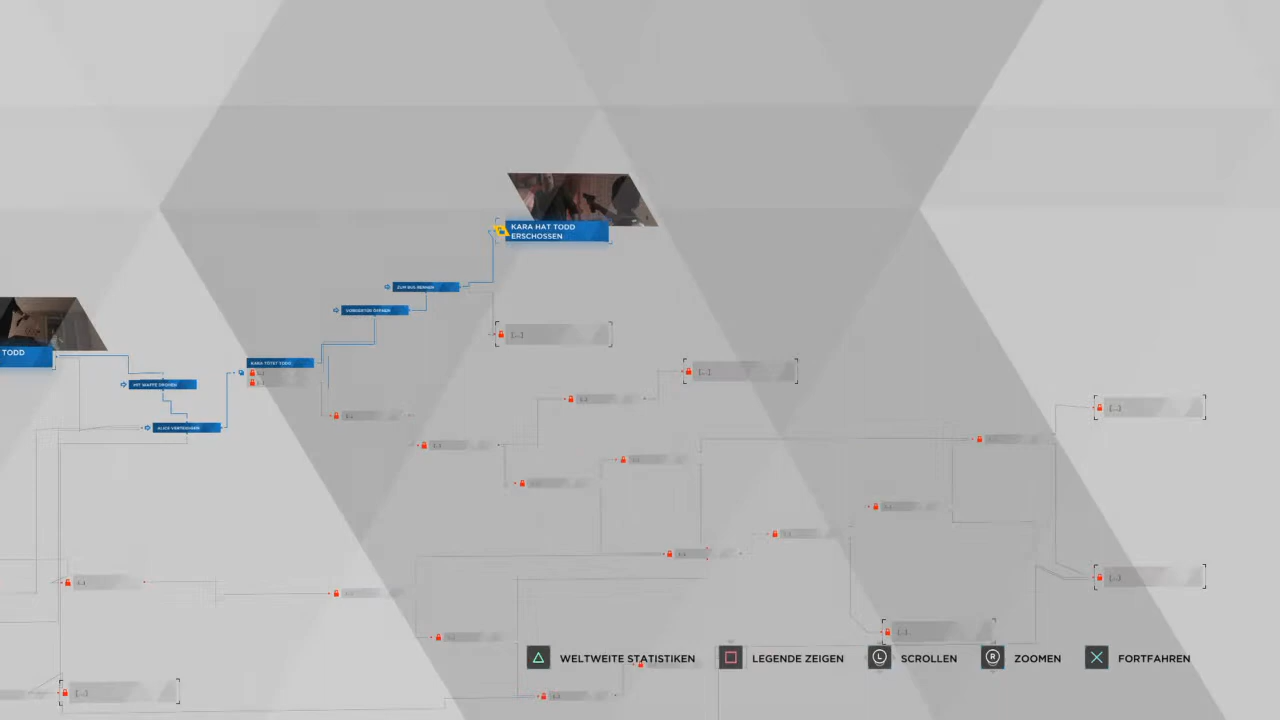 KARA HAT TODD
ERSCHOSSEN
ZUM BUS RENNEN
VORDERTÜR ÖFFNEN
[...]
TODD
KARA TÖTET TODD
[...]
[...]
MIT WAFFE DROHEN
[...]
ALICE VERTEIDIGEN
[...]
[...]
[...]
WELTWEITE STATISTIKEN
LEGENDE ZEIGEN
L
SCROLLEN
R
ZOOMEN
FORTFAHREN
[...]